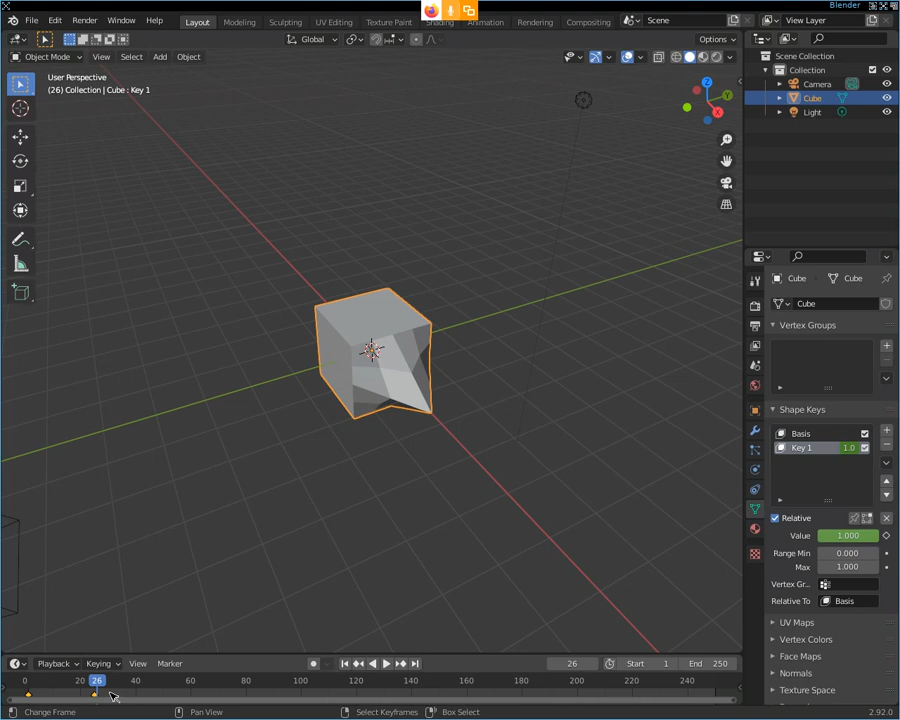 Blender
File Edit Render Window Help Layout Modeling Sculpting UV Editing Texture Paint Shading Animation Rendering Compositing Scene View Layer
Global Options
Object Mode View Select Add Object
User Perspective
(26) Collection | Cube : Key 1
Z
Y
X
Scene Collection
Collection
Camera
Cube
Light
Cube Cube
Cube
Vertex Groups
Shape Keys
Basis
Key 1 1.0
Relative
Value 1.000
Range Min 0.000
Max 1.000
Vertex Gr...
Relative To Basis
UV Maps
Vertex Colors
Face Maps
Normals
Texture Space
Playback Keying View Marker 26 Start 1 End 250
0 20 26 40 60 80 100 120 140 160 180 200 220 240
Change Frame Pan View Select Keyframes Box Select 2.92.0